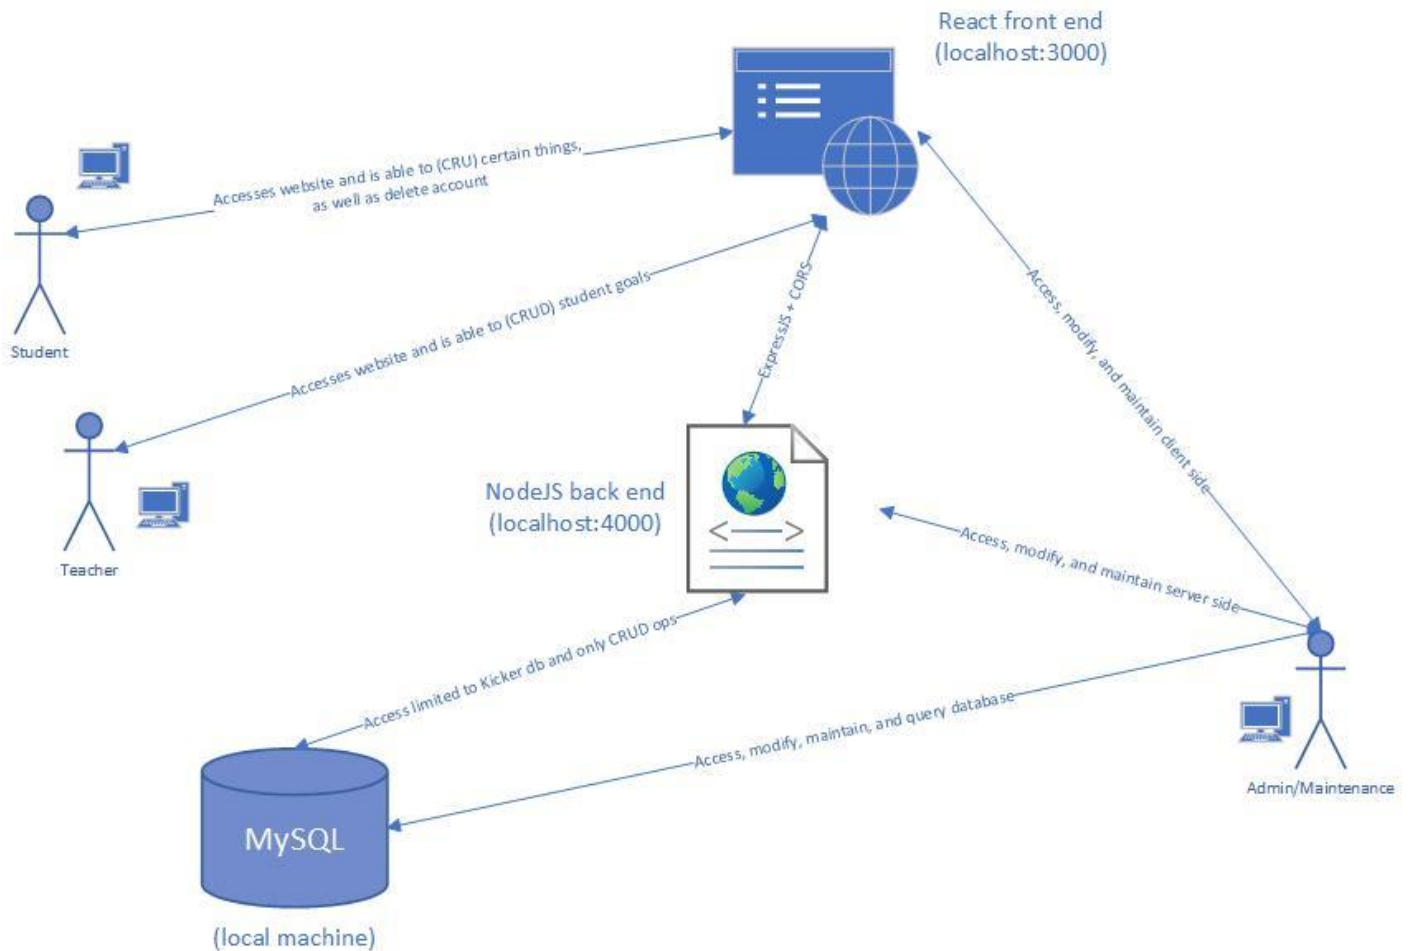 React front end
(localhost:3000)
Accesses website and is able to (CRU) certain things,
as well as delete account
Student
Accesses website and is able to (CRUD) student goals
ExpressJS + CORS
Access, modify, and maintain client side
Teacher
NodeJS back end
(localhost:4000)
Access, modify, and maintain server side
Access limited to Kicker db and only CRUD ops
Access, modify, maintain, and query database
Admin/Maintenance
MySQL
(local machine)